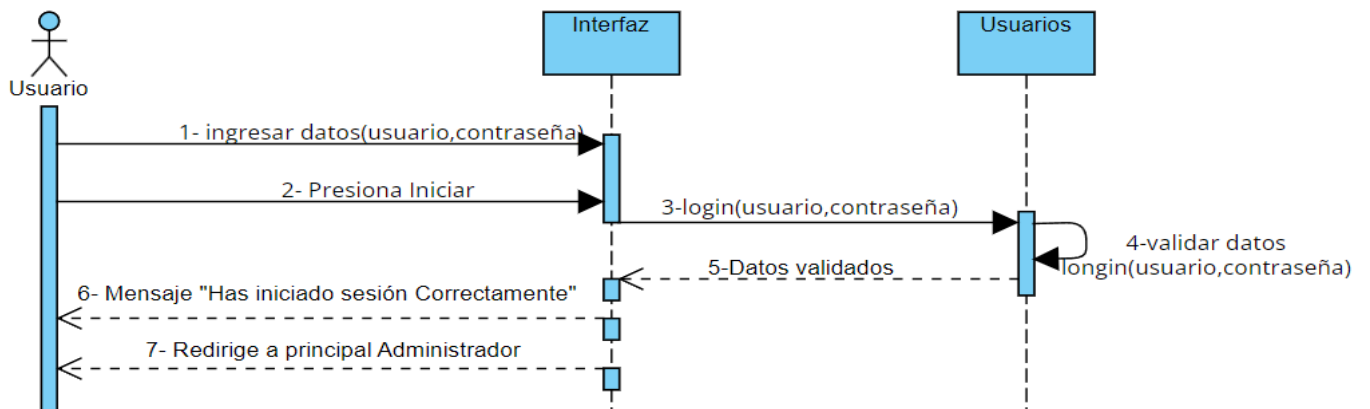 Interfaz
Usuarios
Usuario
1- ingresar datos(usuario,contraseña)
2- Presiona Iniciar
3-login(usuario,contraseña)
4-validar datos
longin(usuario,contraseña)
5-Datos validados
6- Mensaje "Has iniciado sesión Correctamente"
7- Redirige a principal Administrador